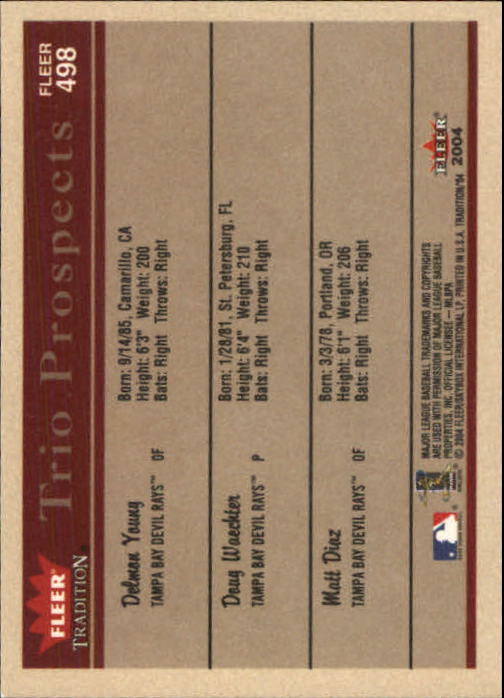 FLEER
TRADITION
Trio Prospects
FLEER
498
Delmon Young
TAMPA BAY DEVIL RAYS™ OF
Born: 9/14/85, Camarillo, CA
Height: 6'3" Weight: 200
Bats: Right Throws: Right
Doug Waechter
TAMPA BAY DEVIL RAYS™ P
Born: 1/28/81, St. Petersburg, FL
Height: 6'4" Weight: 210
Bats: Right Throws: Right
Matt Diaz
TAMPA BAY DEVIL RAYS™ OF
Born: 3/3/78, Portland, OR
Height: 6'1" Weight: 206
Bats: Right Throws: Right
MAJOR LEAGUE BASEBALL TRADEMARKS AND COPYRIGHTS
ARE USED WITH PERMISSION OF MAJOR LEAGUE BASEBALL
PROPERTIES, INC. OFFICIAL LICENSEE — MLBPA
© 2004 FLEER/SKYBOX INTERNATIONAL LP, PRINTED IN U.S.A. TRADITION/'04
FLEER
2004